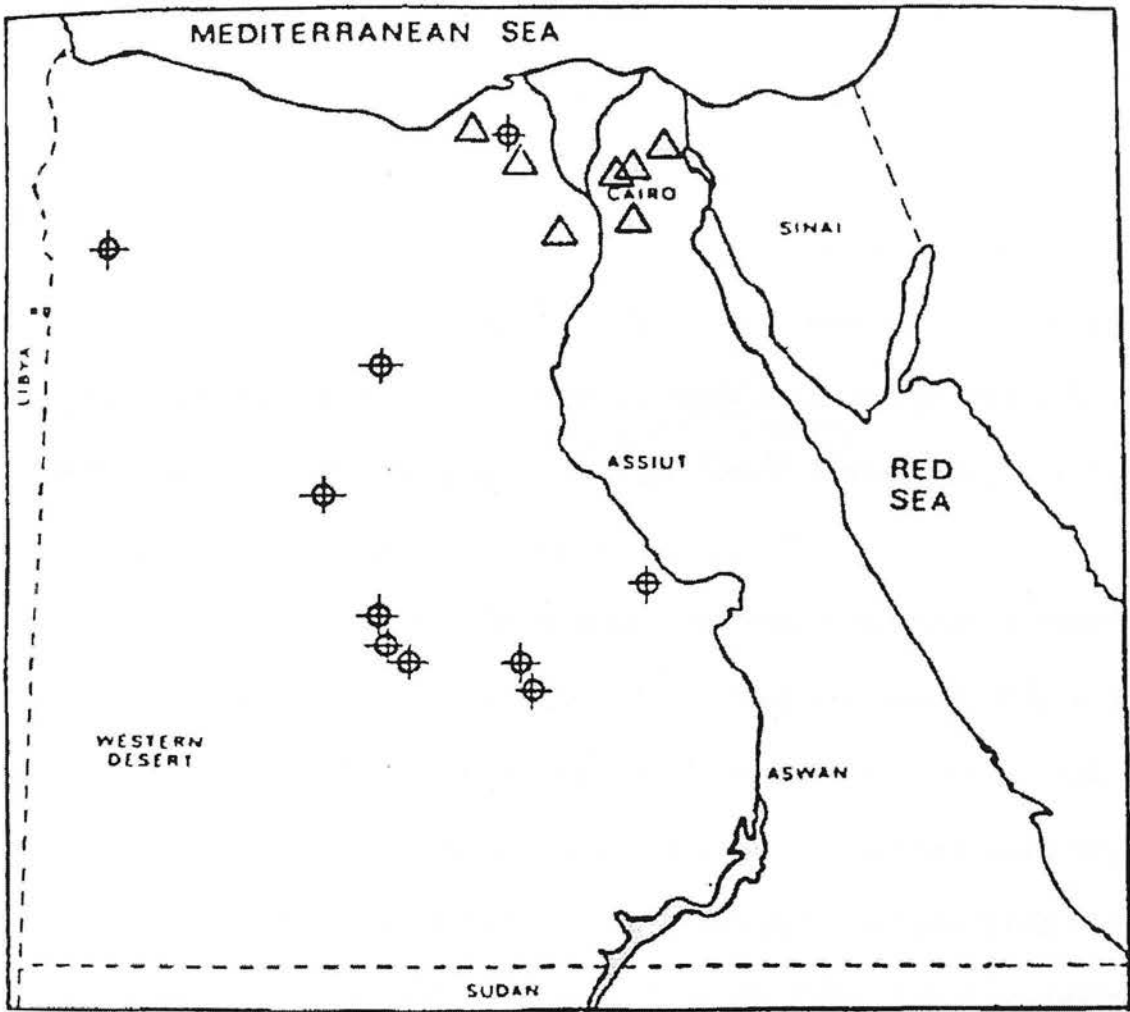 MEDITERRANEAN SEA
CAIRO
SINAI
LIBYA
ASSIUT
RED
SEA
WESTERN
DESERT
ASWAN
SUDAN